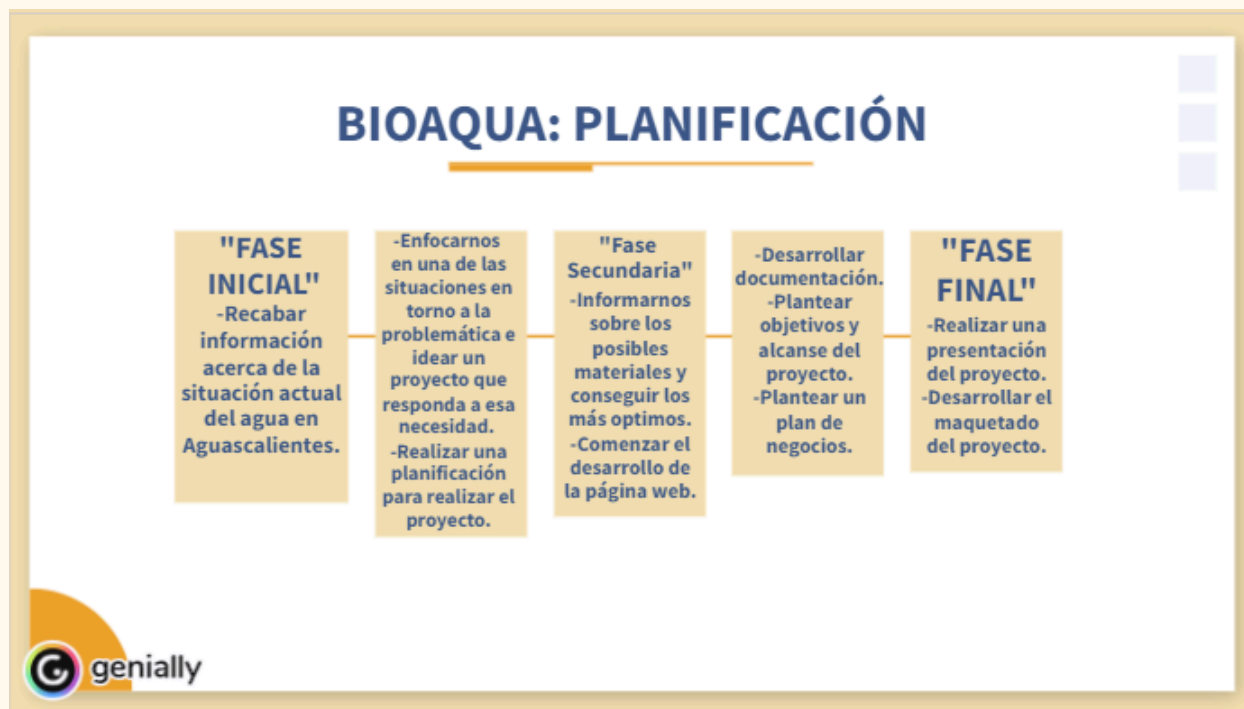 BIOAQUA: PLANIFICACIÓN
"FASE
INICIAL"
-Recabar
información
acerca de la
situación actual
del agua en
Aguascalientes.
-Enfocarnos
en una de las
situaciones en
torno a la
problemática e
idear un
proyecto que
responda a esa
necesidad.
-Realizar una
planificación
para realizar el
proyecto.
"Fase
Secundaria"
-Informarnos
sobre los
posibles
materiales y
conseguir los
más optimos.
-Comenzar el
desarrollo de
la página web.
-Desarrollar
documentación.
-Plantear
objetivos y
alcanse del
proyecto.
-Plantear un
plan de
negocios.
"FASE
FINAL"
-Realizar una
presentación
del proyecto.
-Desarrollar el
maquetado
del proyecto.
genially